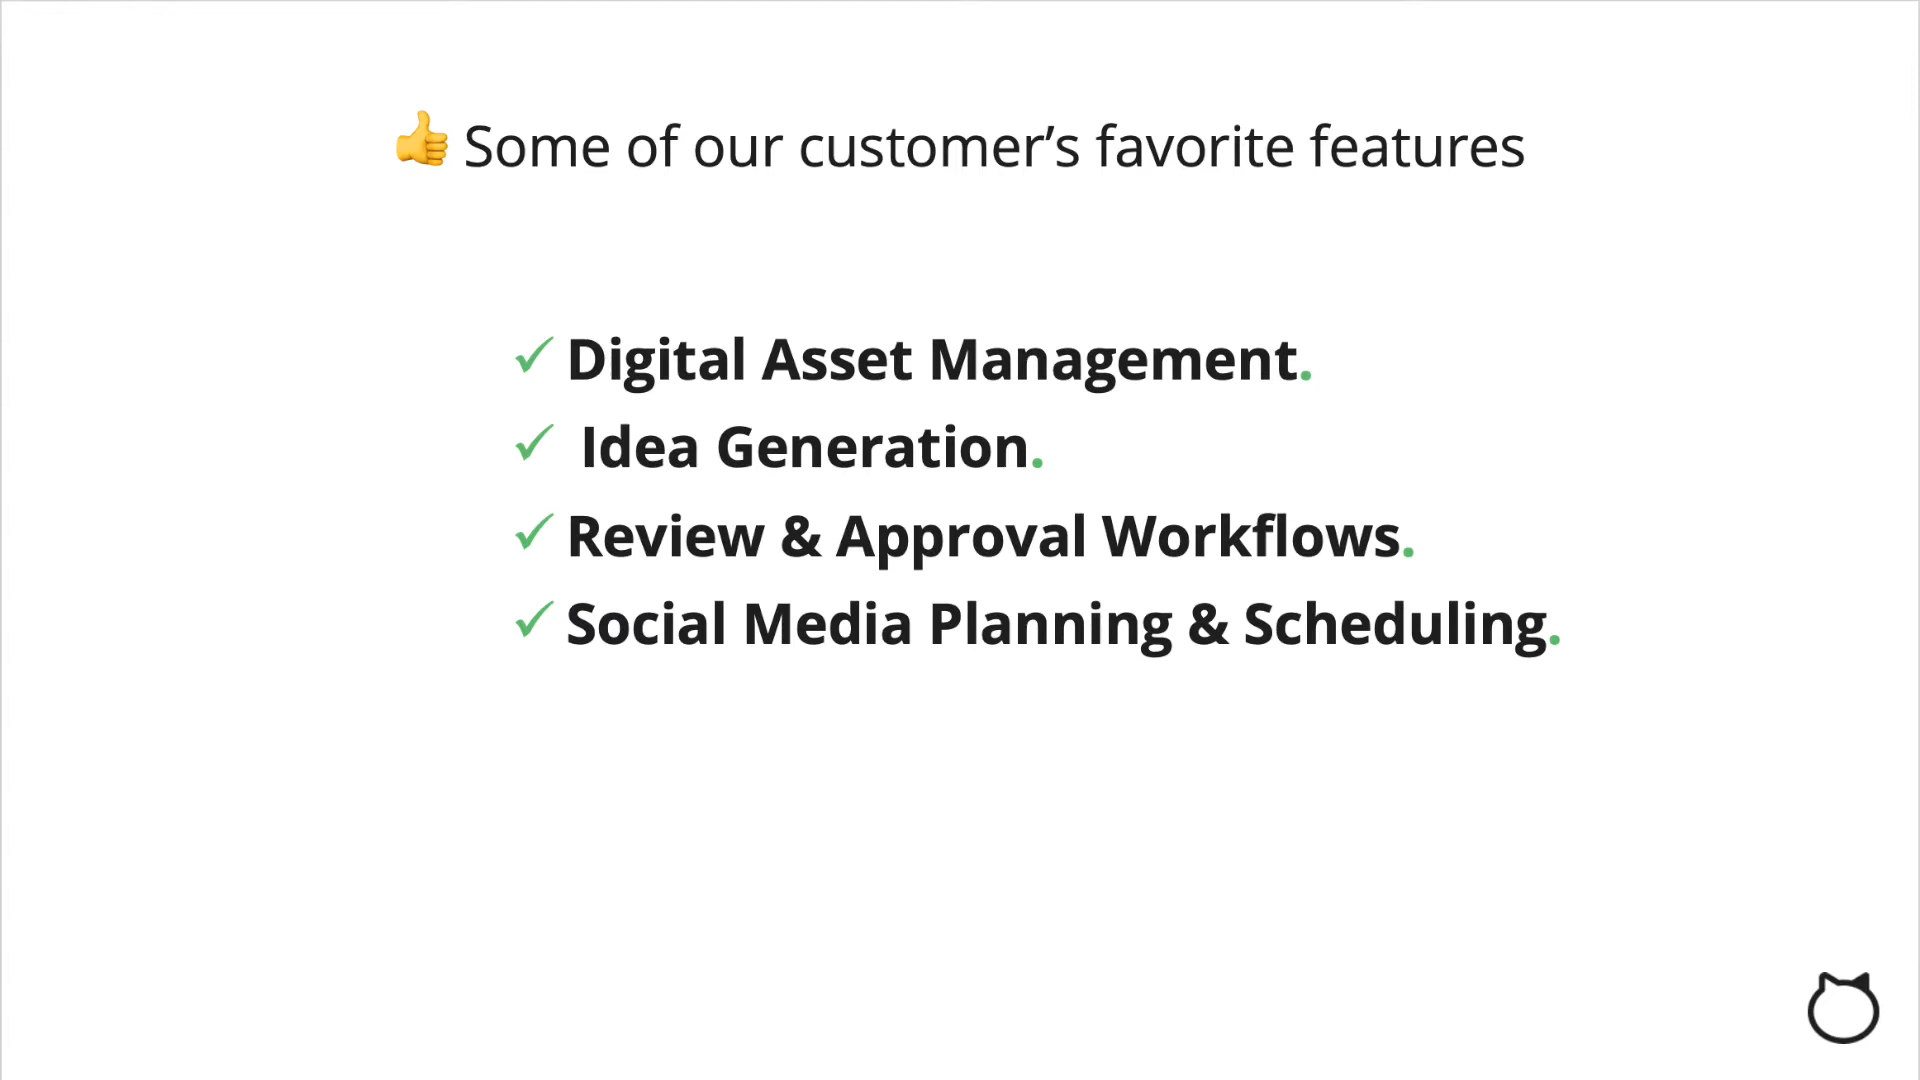 👍 Some of our customer’s favorite features
✓ Digital Asset Management.
✓ Idea Generation.
✓ Review & Approval Workflows.
✓ Social Media Planning & Scheduling.